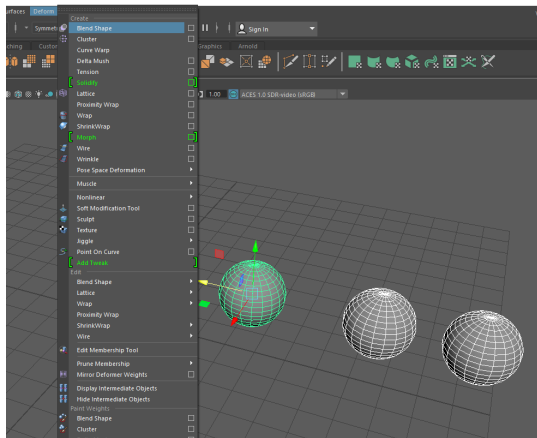 urfaces Deform
Symmet
Sign in
ching Custor
Graphics Arnold
1.00 ACES 1.0 SDR-video (sRGB)
Create
Blend Shape
Cluster
Curve Warp
Delta Mush
Tension
Solidify
Lattice
Proximity Wrap
Wrap
ShrinkWrap
Morph
Wire
Wrinkle
Pose Space Deformation
Muscle
Nonlinear
Soft Modification Tool
Sculpt
Texture
Jiggle
Point On Curve
Add Tweak
Edit
Blend Shape
Lattice
Wrap
Proximity Wrap
ShrinkWrap
Wire
Edit Membership Tool
Prune Membership
Mirror Deformer Weights
Display Intermediate Objects
Hide Intermediate Objects
Paint Weights
Blend Shape
Cluster